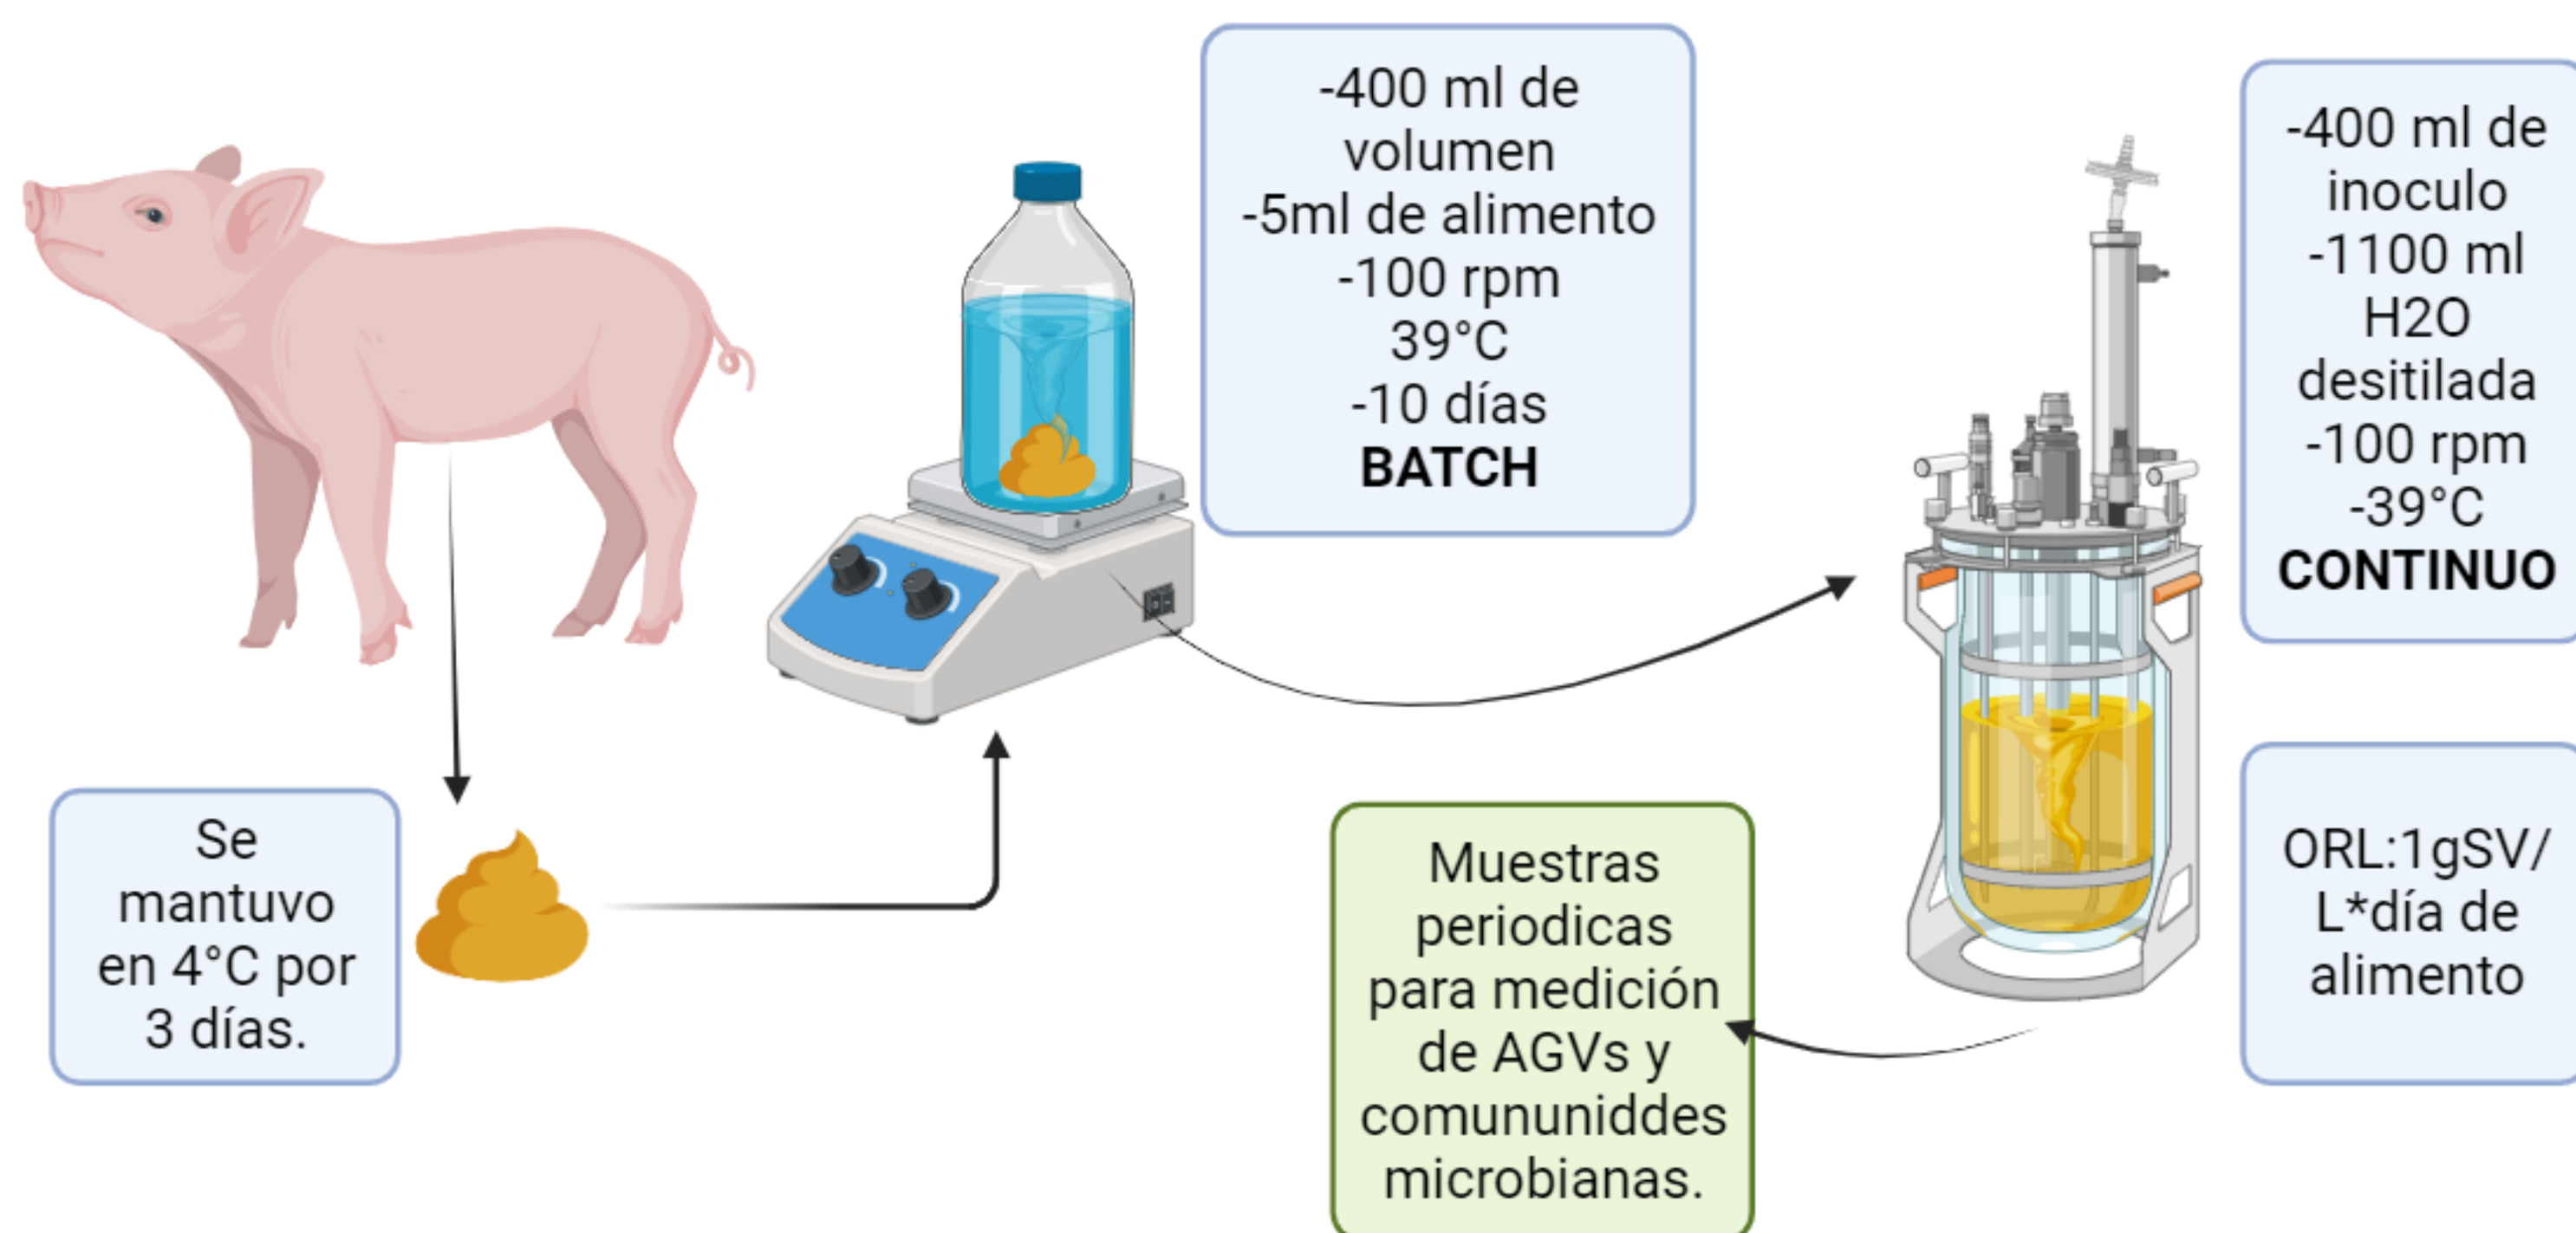 Se
mantuvo
en 4°C por
3 días.
-400 ml de
volumen
-5ml de alimento
-100 rpm
39°C
-10 días
BATCH
-400 ml de
inoculo
-1100 ml
H2O
desitilada
-100 rpm
-39°C
CONTINUO
ORL:1gSV/
L*día de
alimento
Muestras
periodicas
para medición
de AGVs y
comununiddes
microbianas.